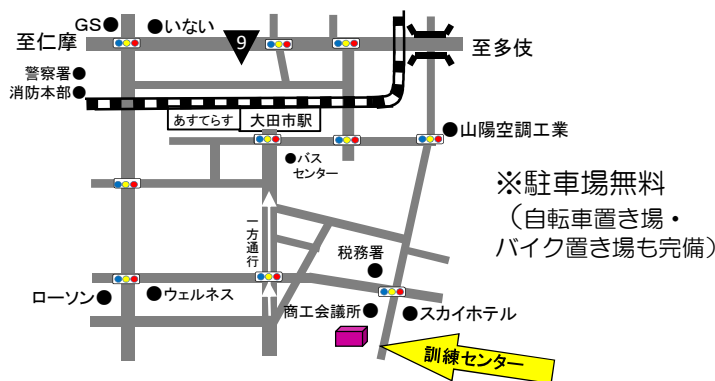 GS
いない
至仁摩
9
至多伎
警察署
消防本部
あすてらす
大田市駅
山陽空調工業
バス
センター
※駐車場無料
（自転車置き場・
バイク置き場も完備）
一方通行
税務署
ローソン
ウェルネス
商工会議所
スカイホテル
訓練センター